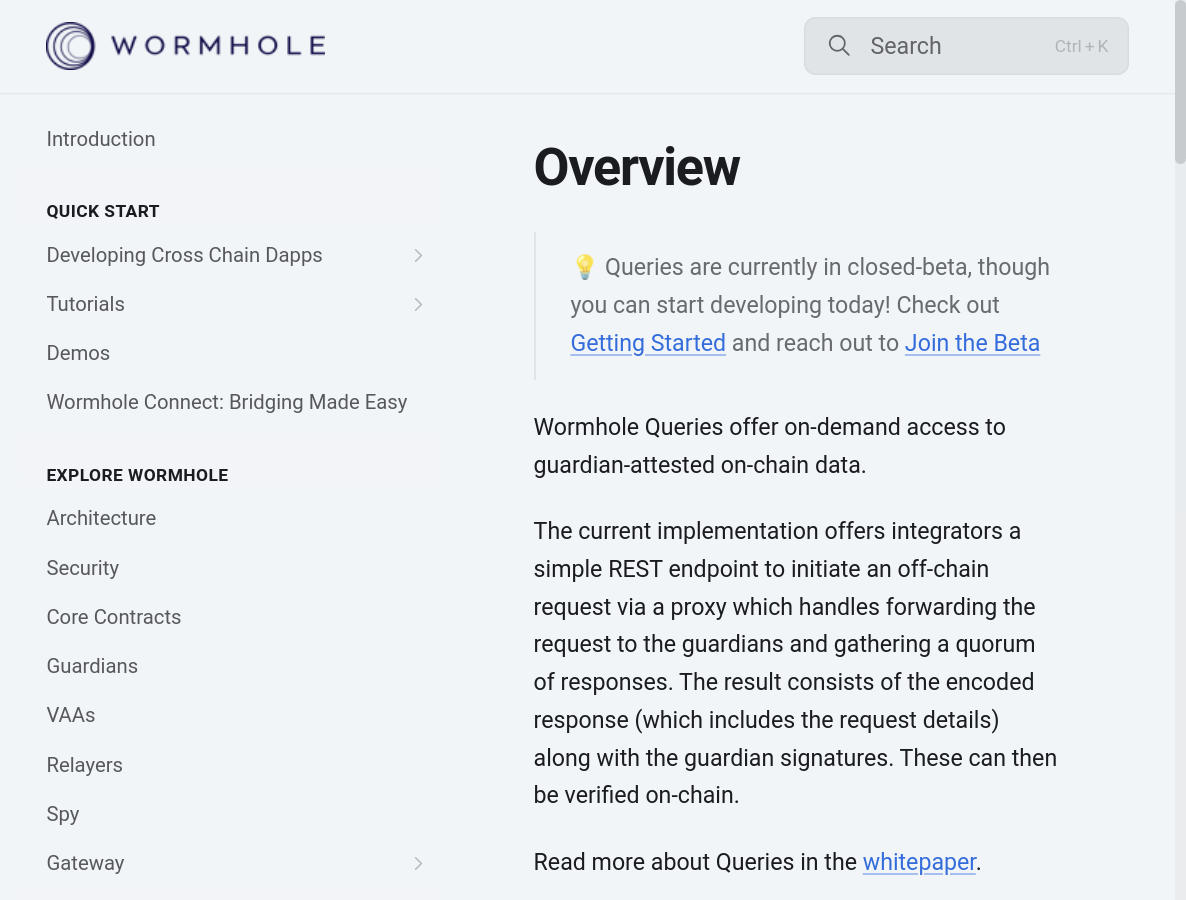 WORMHOLE
Search
Ctrl + K
Introduction
QUICK START
Developing Cross Chain Dapps
Tutorials
Demos
Wormhole Connect: Bridging Made Easy
EXPLORE WORMHOLE
Architecture
Security
Core Contracts
Guardians
VAAs
Relayers
Spy
Gateway
Overview
💡 Queries are currently in closed-beta, though
you can start developing today! Check out
Getting Started and reach out to Join the Beta
Wormhole Queries offer on-demand access to
guardian-attested on-chain data.
The current implementation offers integrators a
simple REST endpoint to initiate an off-chain
request via a proxy which handles forwarding the
request to the guardians and gathering a quorum
of responses. The result consists of the encoded
response (which includes the request details)
along with the guardian signatures. These can then
be verified on-chain.
Read more about Queries in the whitepaper.